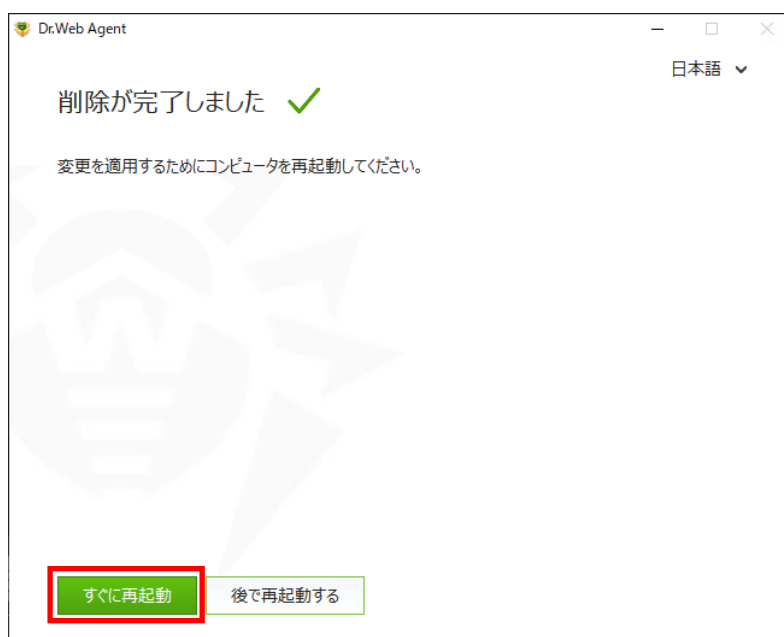 Dr.Web Agent
日本語
削除が完了しました
変更を適用するためにコンピュータを再起動してください。
すぐに再起動
後で再起動する